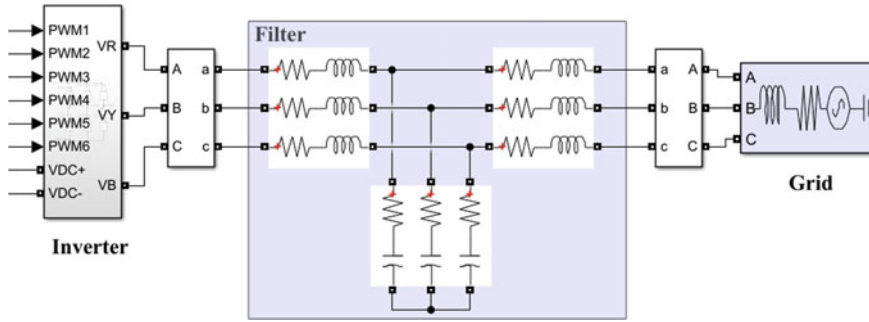 Filter
PWM1
PWM2
PWM3
PWM4
PWM5
PWM6
VDC+
VDC-
VR
VY
VB
Inverter
A a
B b
C c
a A
b B
c C
A
B
C
Grid